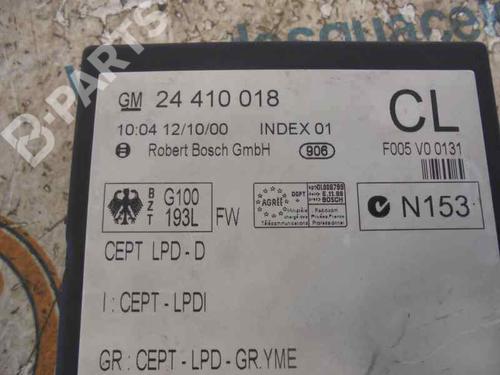 B-PARTS
GM 24 410 018 CL
10:04 12/10/00 INDEX 01
Robert Bosch GmbH 906 F005 V0 0131
BZT G100 193L FW AGREE N153
CEPT LPD - D
I : CEPT - LPDI
GR : CEPT - LPD - GR.YME